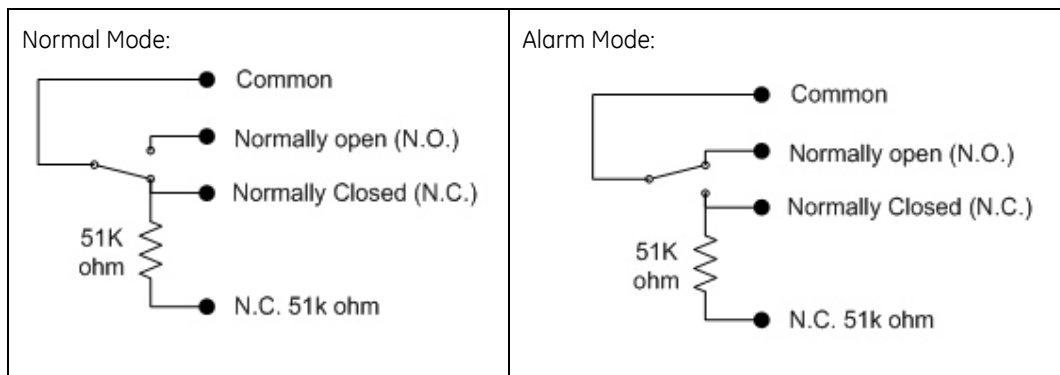 Normal Mode:
Common
Normally open (N.O.)
Normally Closed (N.C.)
51K
ohm
N.C. 51k ohm
Alarm Mode:
Common
Normally open (N.O.)
Normally Closed (N.C.)
51K
ohm
N.C. 51k ohm